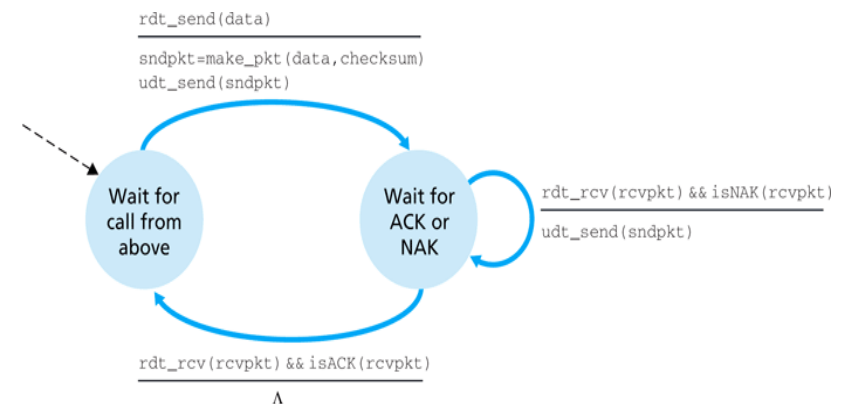 rdt_send(data)
sndpkt=make_pkt(data,checksum)
udt_send(sndpkt)
Wait for
call from
above
Wait for
ACK or
NAK
rdt_rcv(rcvpkt) && isNAK(rcvpkt)
udt_send(sndpkt)
rdt_rcv(rcvpkt) && isACK(rcvpkt)
Λ